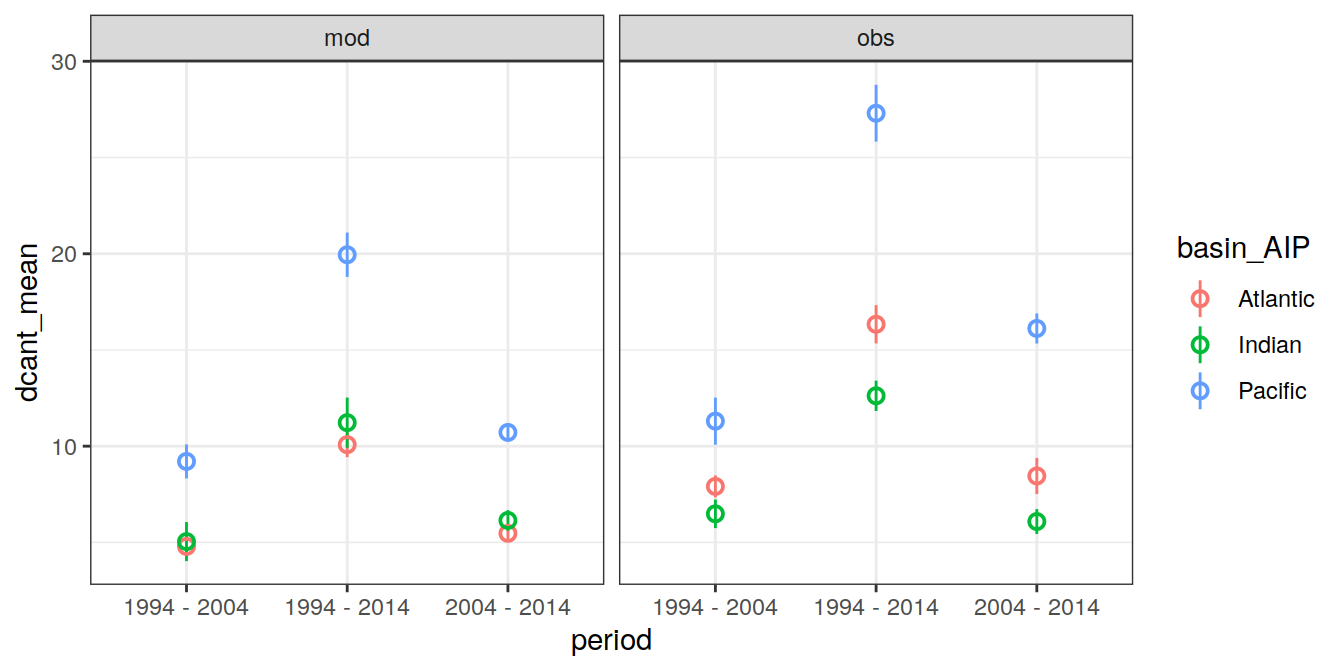 mod
obs
30
20
10
dcant_mean
1994 - 2004
1994 - 2014
2004 - 2014
1994 - 2004
1994 - 2014
2004 - 2014
period
basin_AIP
Atlantic
Indian
Pacific